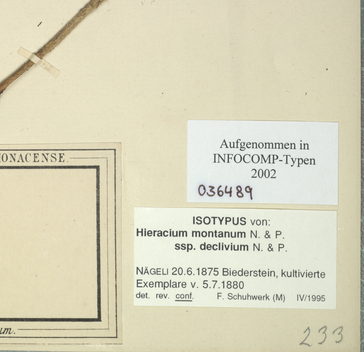 Aufgenommen in
INFOCOMP-Typen
2002
036489
ONACENSE.
ISOTYPUS von:
Hieracium montanum N. & P.
ssp. declivium N. & P.
NÄGELI 20.6.1875 Biederstein, kultivierte
Exemplare v. 5.7.1880
det. rev. conf. F. Schuhwerk (M) IV/1995
um.
233